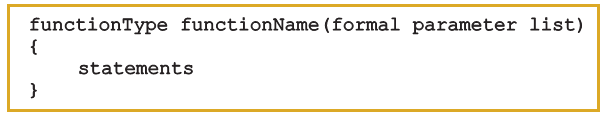 functionType functionName(formal parameter list)
{
    statements
}